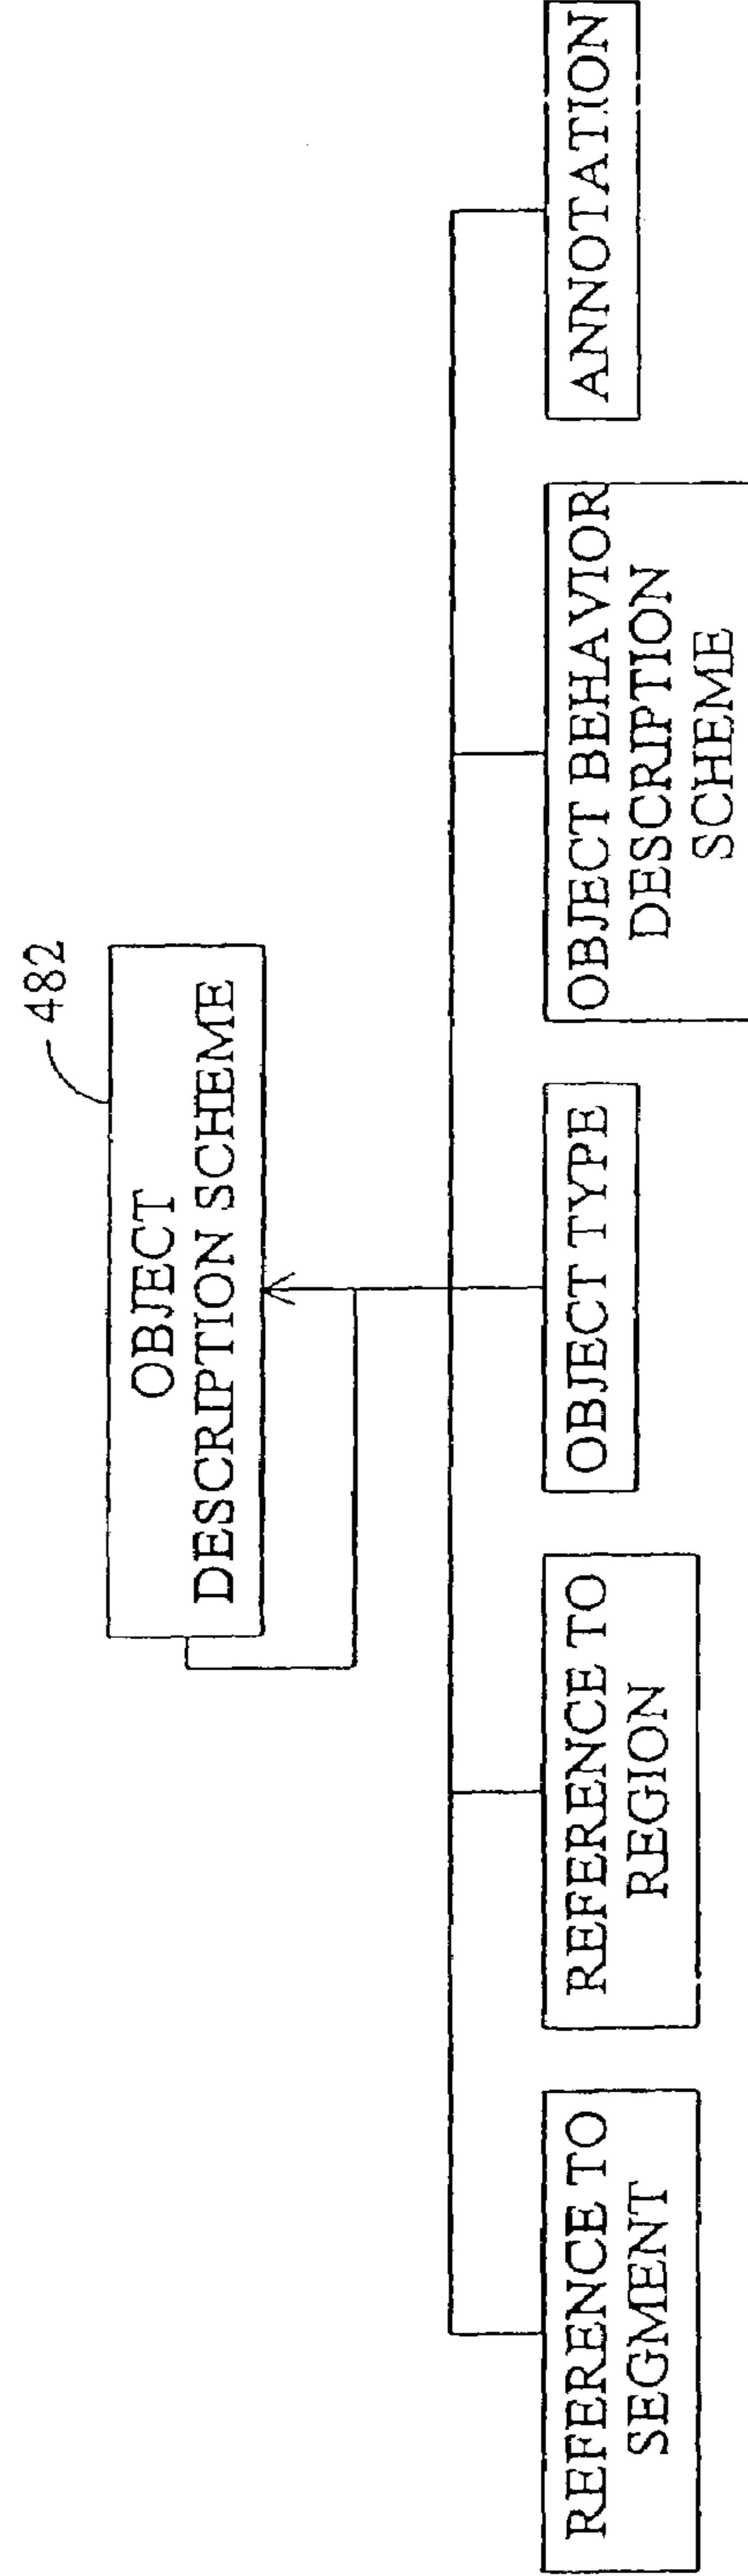 482
OBJECT
DESCRIPTION SCHEME
REFERENCE TO
SEGMENT
REFERENCE TO
REGION
OBJECT TYPE
OBJECT BEHAVIOR
DESCRIPTION
SCHEME
ANNOTATION